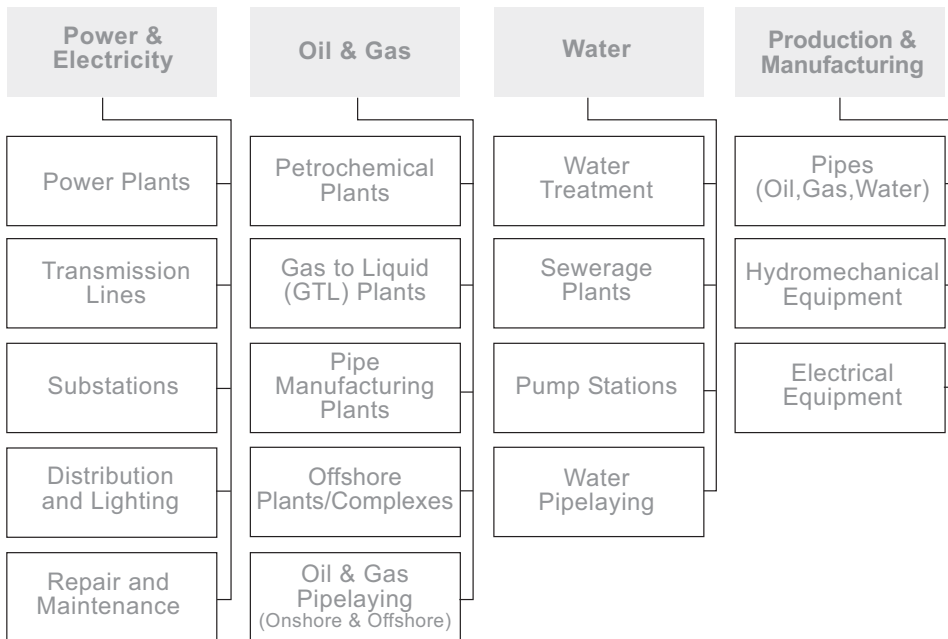 Power &
Electricity
Power Plants
Transmission
Lines
Substations
Distribution
and Lighting
Repair and
Maintenance
Oil & Gas
Petrochemical
Plants
Gas to Liquid
(GTL) Plants
Pipe
Manufacturing
Plants
Offshore
Plants/Complexes
Oil & Gas
Pipelaying
(Onshore & Offshore)
Water
Water
Treatment
Sewerage
Plants
Pump Stations
Water
Pipelaying
Production &
Manufacturing
Pipes
(Oil,Gas,Water)
Hydromechanical
Equipment
Electrical
Equipment